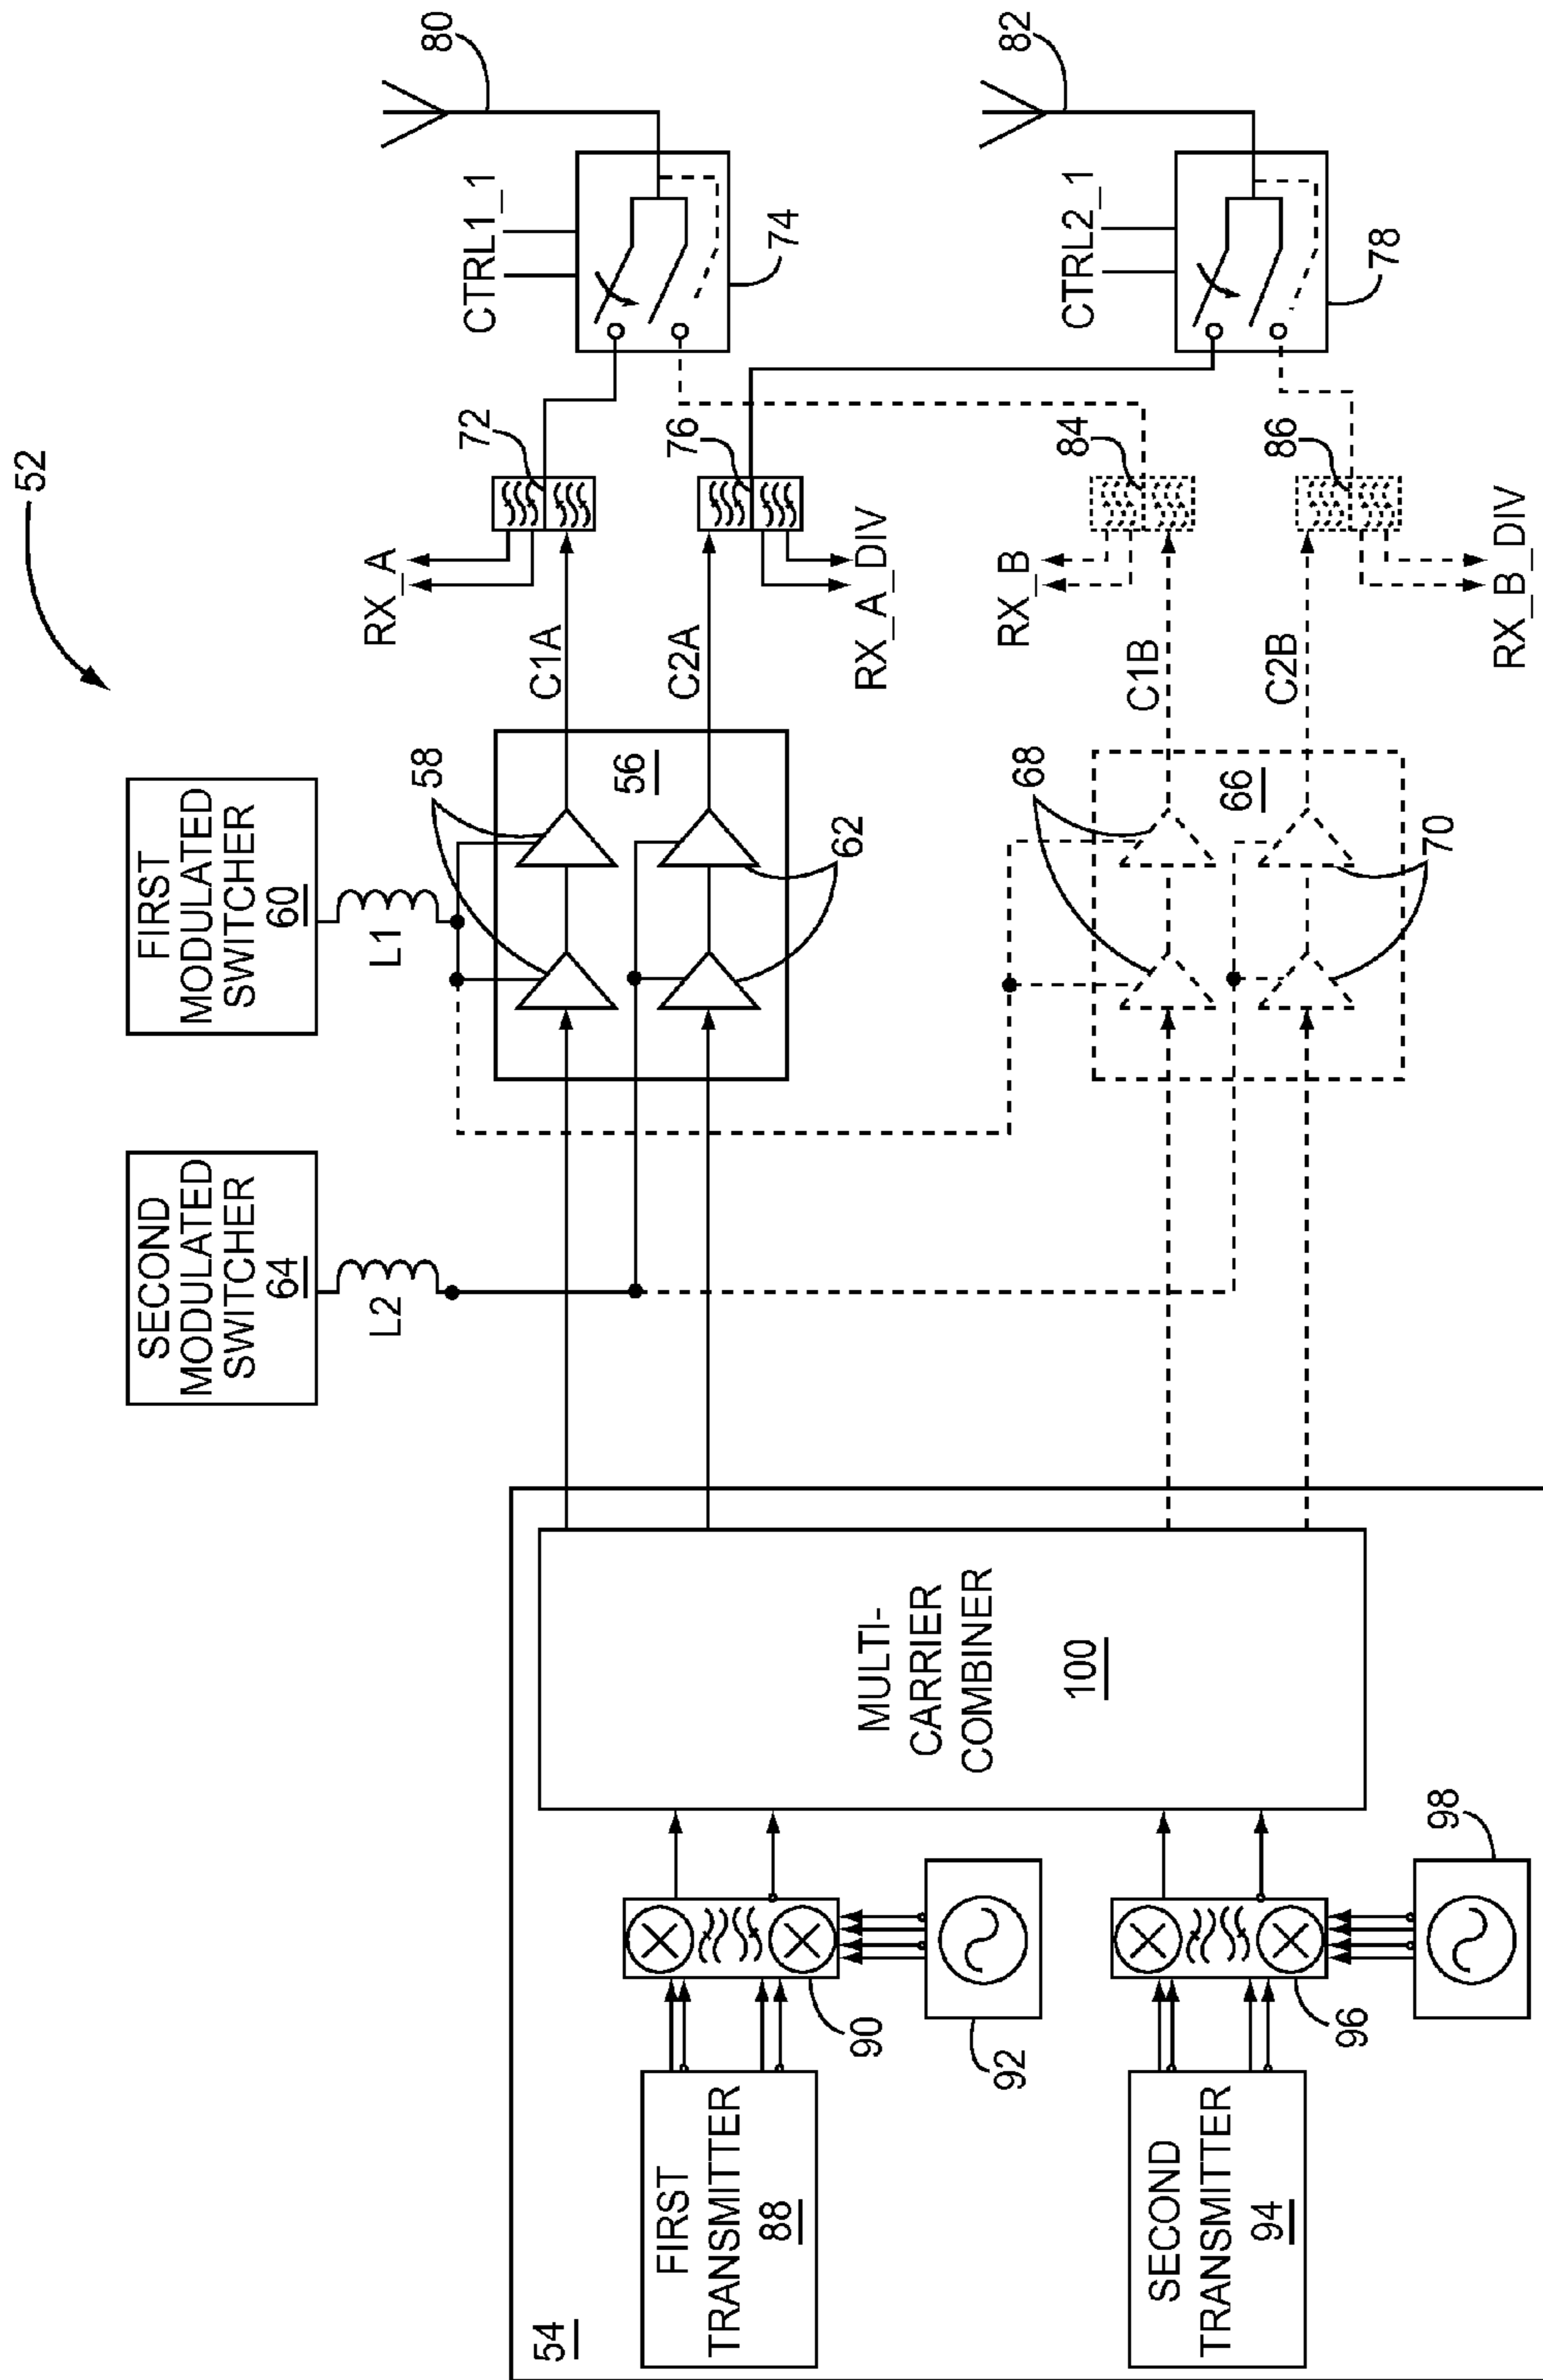 52
FIRST
MODULATED
SWITCHER
60
SECOND
MODULATED
SWITCHER
64
L1
L2
54
FIRST
TRANSMITTER
88
90
92
SECOND
TRANSMITTER
94
96
98
MULTI-
CARRIER
COMBINER
100
58
56
62
68
66
70
C1A
C2A
C1B
C2B
RX_A
72
76
RX_A_DIV
RX_B
84
86
RX_B_DIV
CTRL1_1
74
80
CTRL2_1
78
82